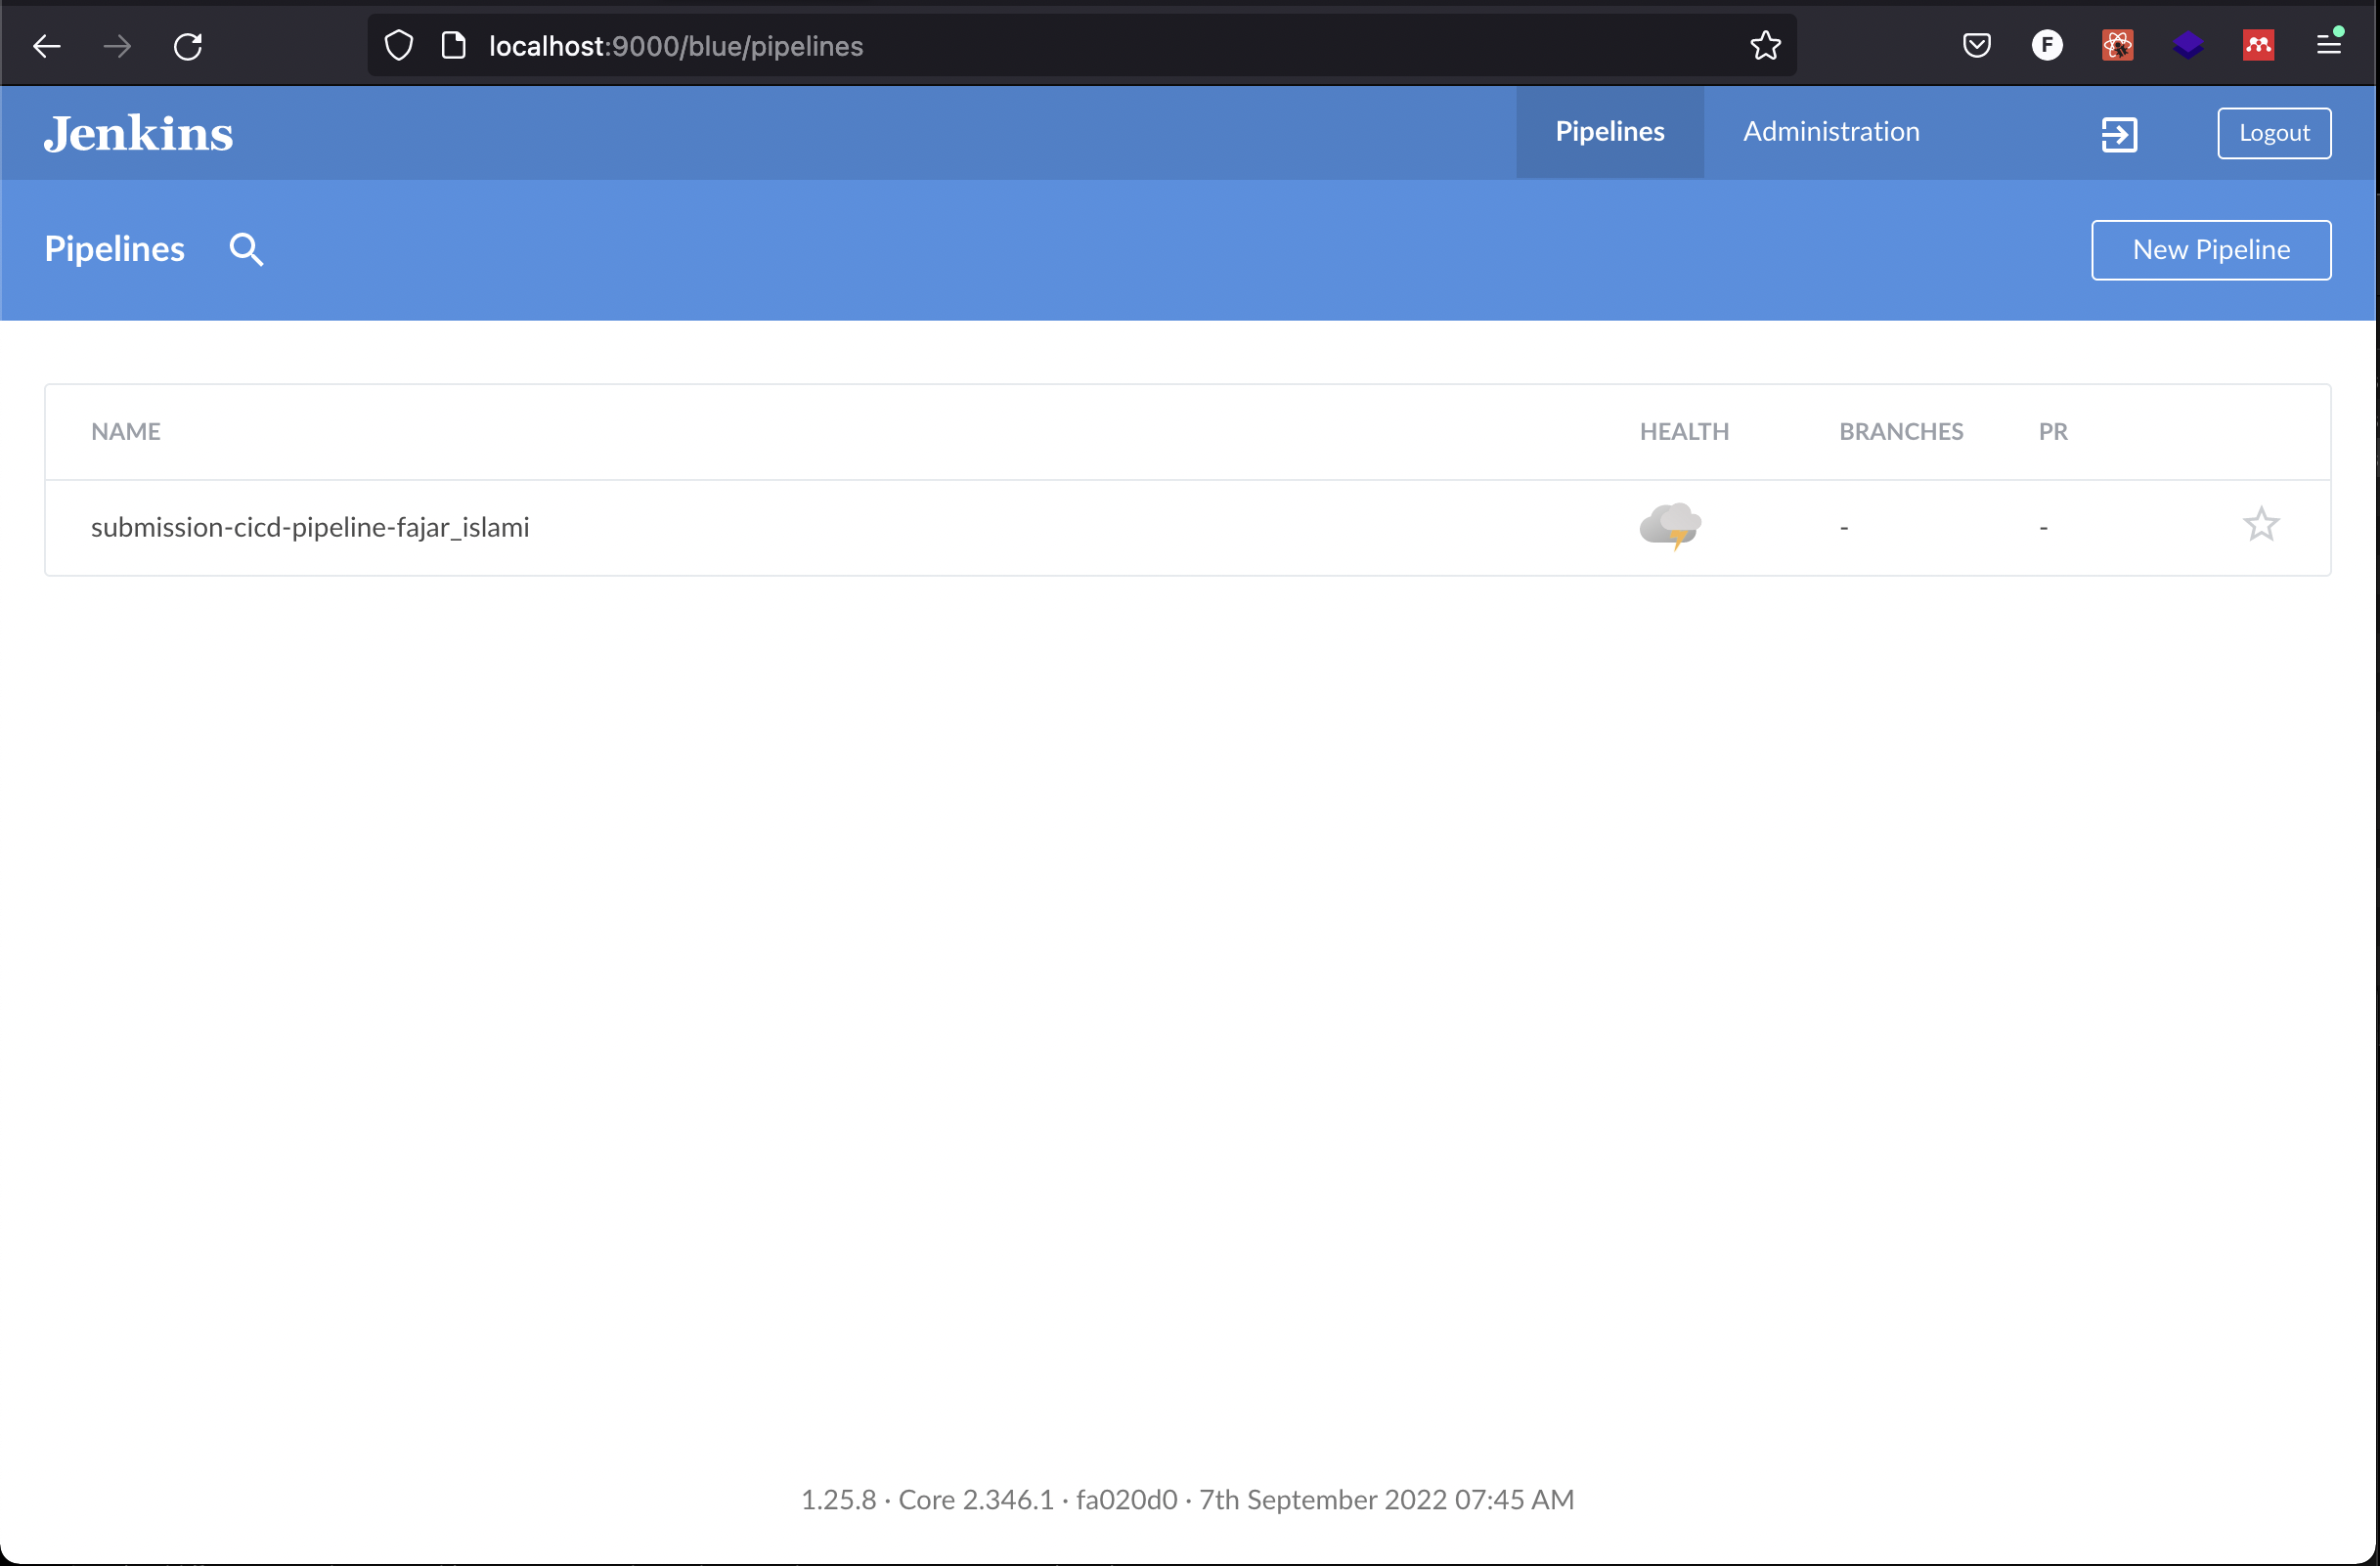 localhost:9000/blue/pipelines
F
Jenkins
Pipelines
Administration
Logout
Pipelines
New Pipeline
NAME
HEALTH
BRANCHES
PR
submission-cicd-pipeline-fajar_islami
-
-
1.25.8 · Core 2.346.1 · fa020d0 · 7th September 2022 07:45 AM